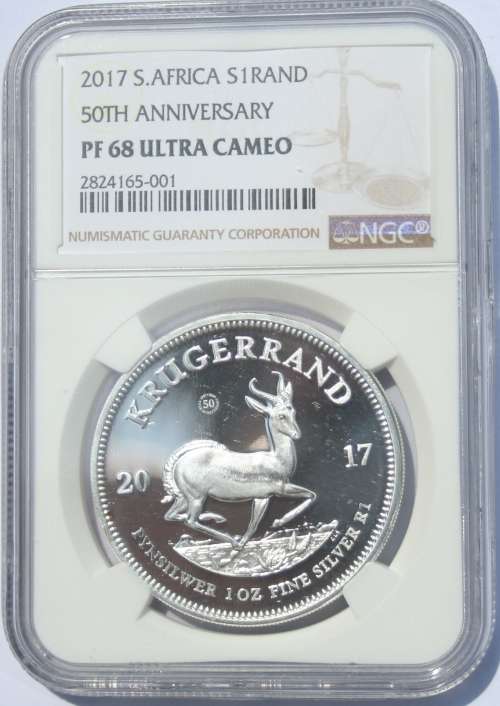 2017 S.AFRICA S1RAND
50TH ANNIVERSARY
PF 68 ULTRA CAMEO
2824165-001
NUMISMATIC GUARANTY CORPORATION
NGC®
KRUGERRAND
50
20 17
FYNSILWER 1 OZ FINE SILVER R1